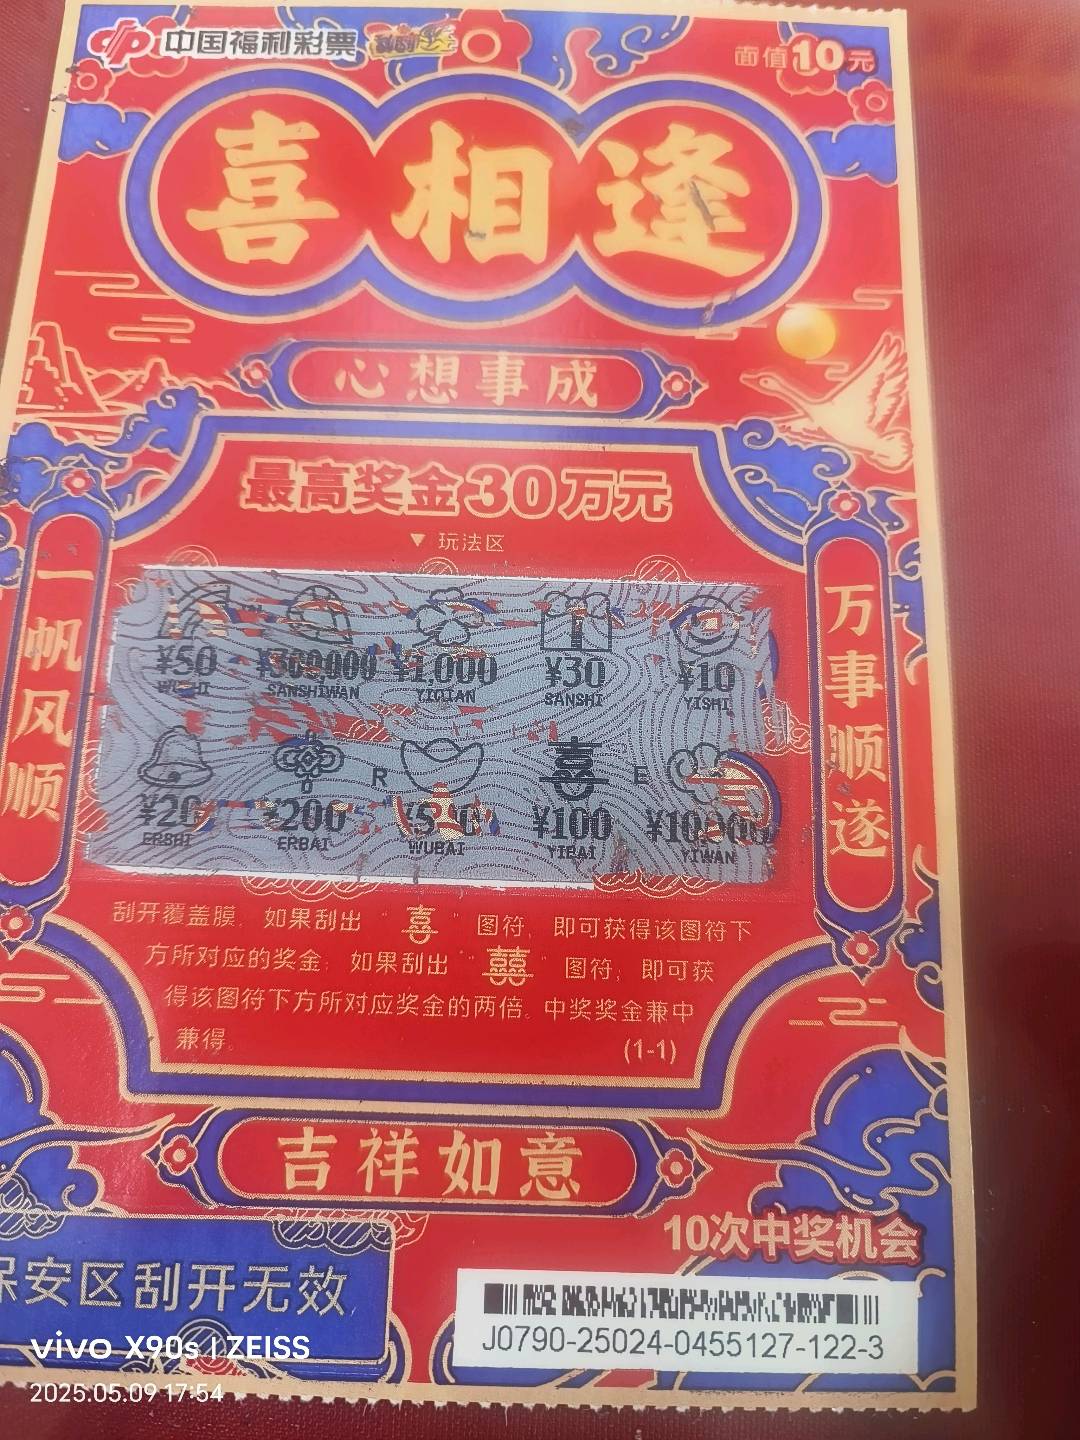 中国福利彩票 刮刮乐
面值10元
喜相逢
心想事成
最高奖金30万元
▼ 玩法区
一帆风顺
万事顺遂
¥50 ¥300,000 ¥1,000 ¥30 ¥10
SANSHIWAN YIQIAN SANSHI YISHI
R 喜 E
¥20 ¥200 ¥100 ¥10,000
ERSHI ERBAI WUBAI YIBAI YIWAN
刮开覆盖膜，如果刮出“喜”图符，即可获得该图符下
方所对应的奖金；如果刮出“囍”图符，即可获
得该图符下方所对应奖金的两倍。中奖奖金兼中
兼得。
(1-1)
吉祥如意
10次中奖机会
保安区刮开无效
J0790-25024-0455127-122-3
vivo X90s | ZEISS
2025.05.09 17:54